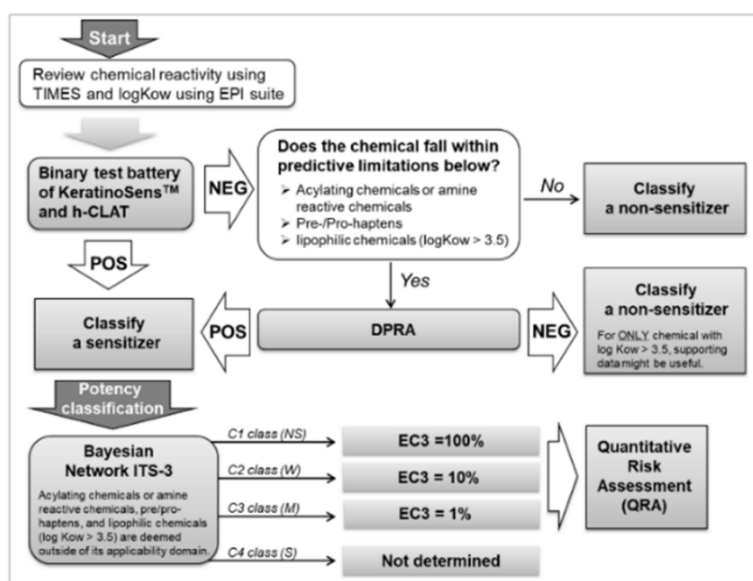 Start
Review chemical reactivity using
TIMES and logKow using EPI suite
Binary test battery
of KeratinoSens™
and h-CLAT
NEG
Does the chemical fall within
predictive limitations below?
➢ Acylating chemicals or amine
reactive chemicals
➢ Pre-/Pro-haptens
➢ lipophilic chemicals (logKow > 3.5)
No
Classify
a non-sensitizer
POS
Yes
Classify
a sensitizer
POS
DPRA
NEG
Classify
a non-sensitizer
For ONLY chemical with
log Kow > 3.5, supporting
data might be useful.
Potency
classification
Bayesian
Network ITS-3
Acylating chemicals or amine
reactive chemicals, pre/pro-
haptens, and lipophilic chemicals
(log Kow > 3.5) are deemed
outside of its applicability domain.
C1 class (NS)
EC3 =100%
C2 class (W)
EC3 = 10%
C3 class (M)
EC3 = 1%
C4 class (S)
Not determined
Quantitative
Risk
Assessment
(QRA)